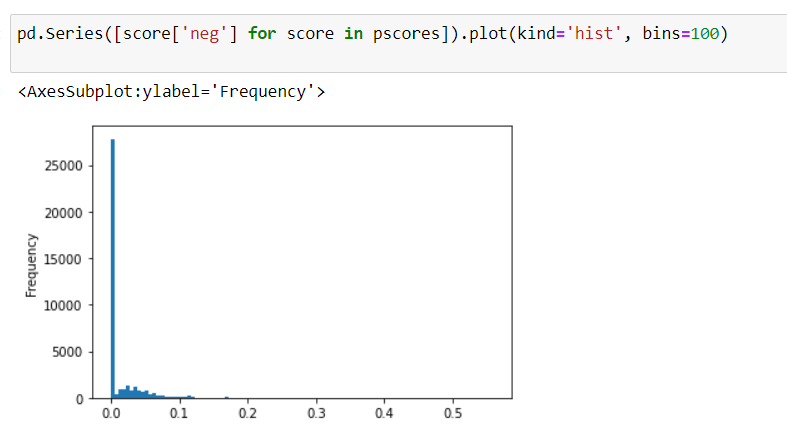 pd.Series([score['neg'] for score in pscores]).plot(kind='hist', bins=100)
<AxesSubplot:ylabel='Frequency'>
25000
20000
15000
10000
5000
0
Frequency
0.0 0.1 0.2 0.3 0.4 0.5